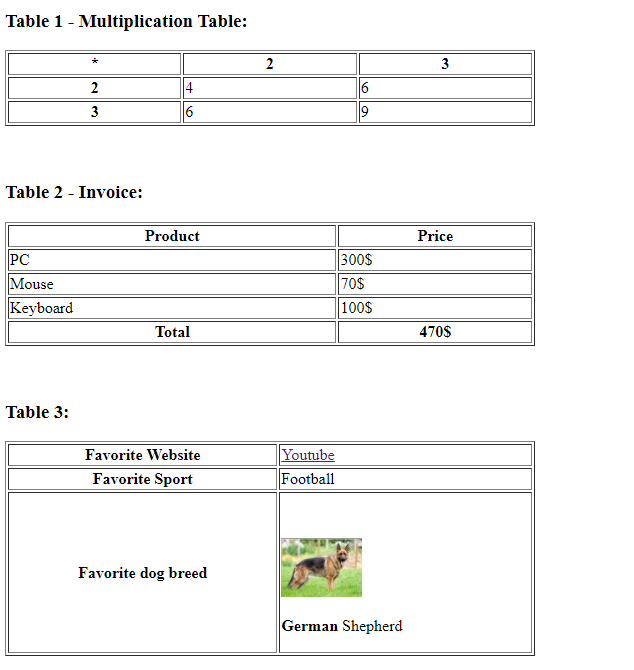 Table 1 - Multiplication Table:
* 2 3
2 4 6
3 6 9
Table 2 - Invoice:
Product Price
PC 300$
Mouse 70$
Keyboard 100$
Total 470$
Table 3:
Favorite Website Youtube
Favorite Sport Football
Favorite dog breed
German Shepherd